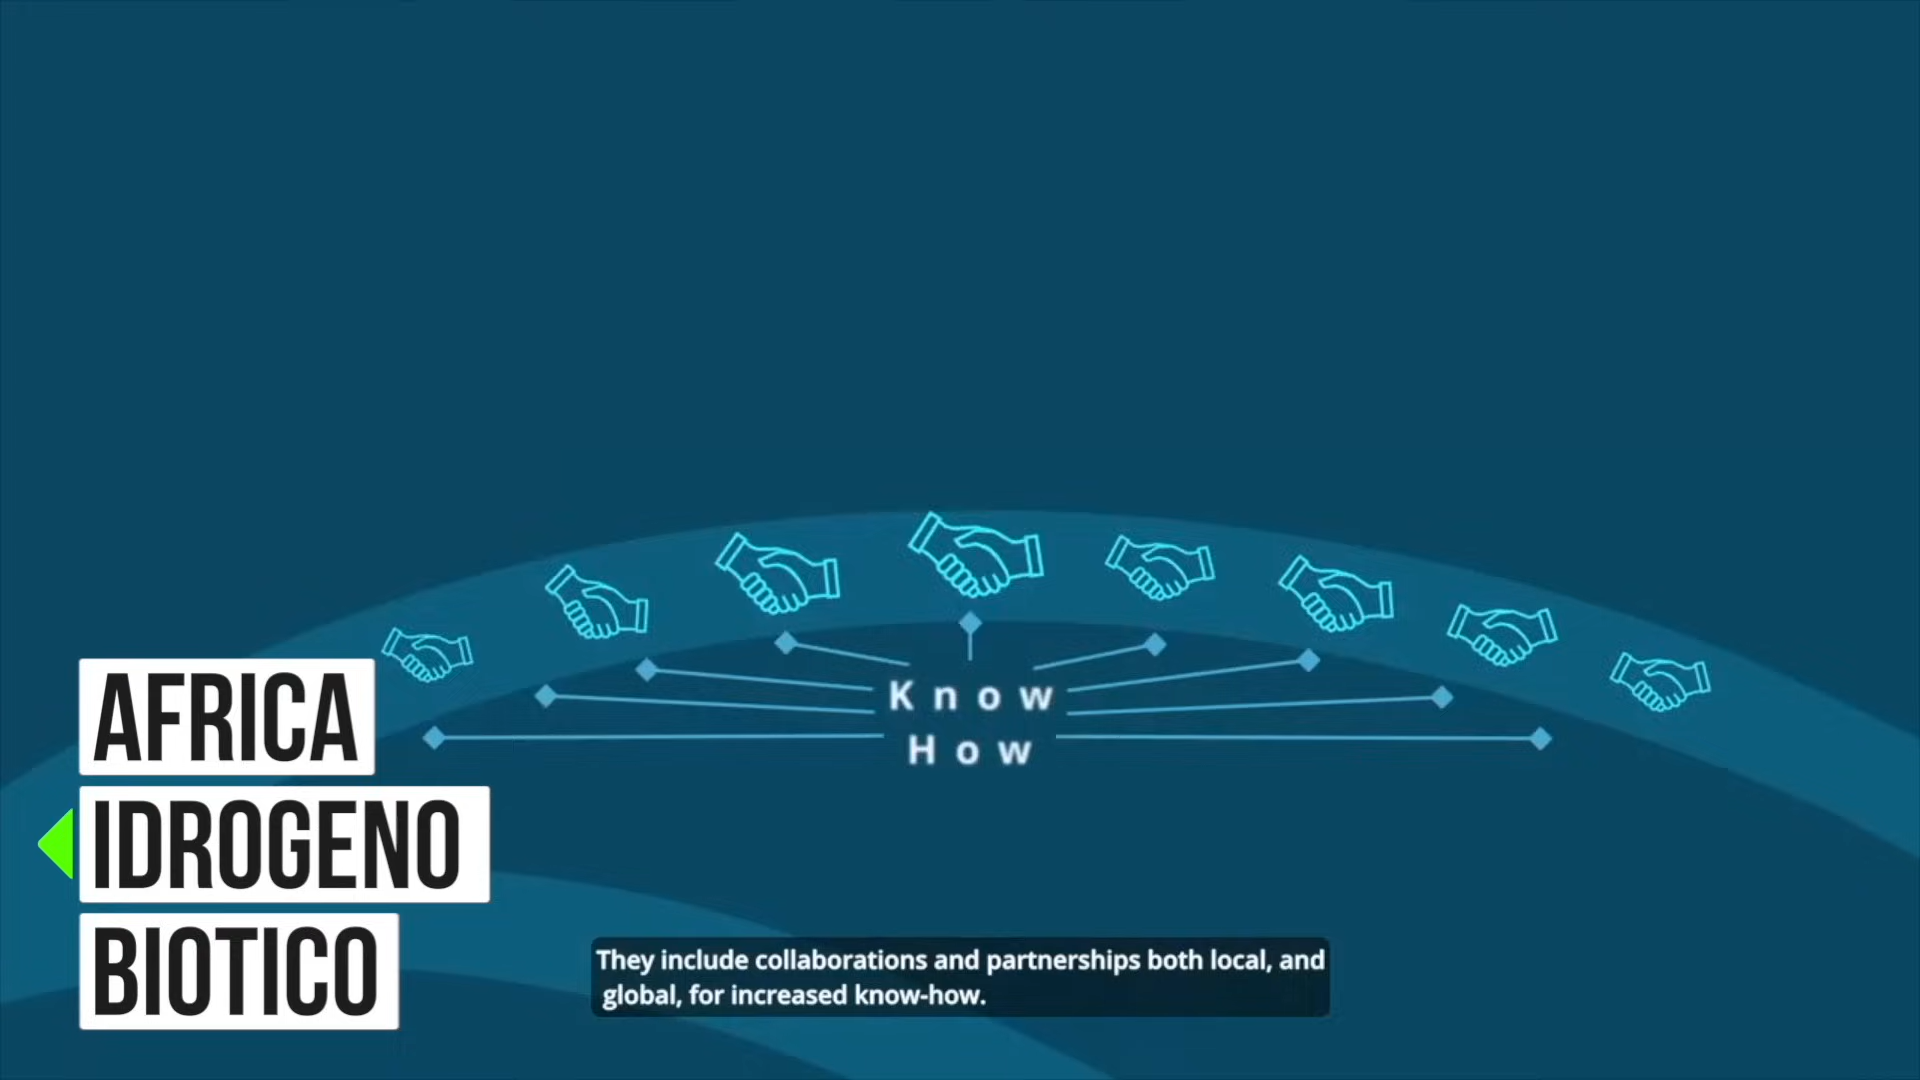 Know
How
AFRICA
IDROGENO
BIOTICO
They include collaborations and partnerships both local, and
global, for increased know-how.